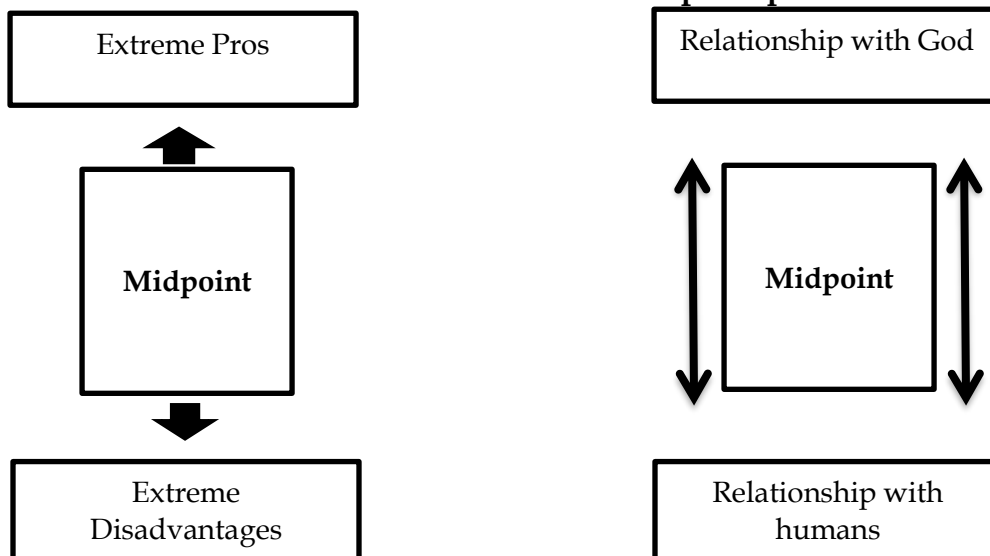 Extreme Pros
Relationship with God
Midpoint
Midpoint
Extreme
Disadvantages
Relationship with
humans